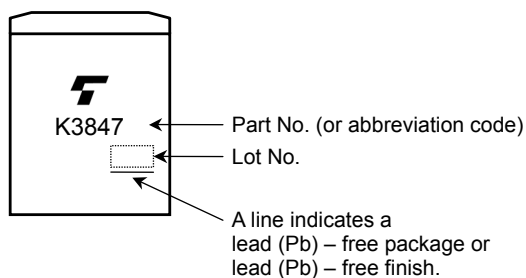 K3847
Part No. (or abbreviation code)
Lot No.
A line indicates a
lead (Pb) – free package or
lead (Pb) – free finish.